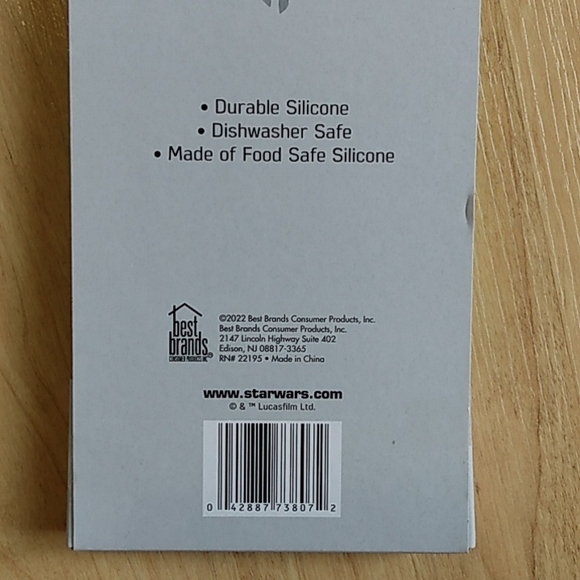 • Durable Silicone
• Dishwasher Safe
• Made of Food Safe Silicone
best
brands
CONSUMER PRODUCTS INC
®
©2022 Best Brands Consumer Products, Inc.
Best Brands Consumer Products, Inc.
2147 Lincoln Highway Suite 402
Edison, NJ 08817-3365
RN# 22195 • Made in China
www.starwars.com
© & ™ Lucasfilm Ltd.
0 42887 73807 2